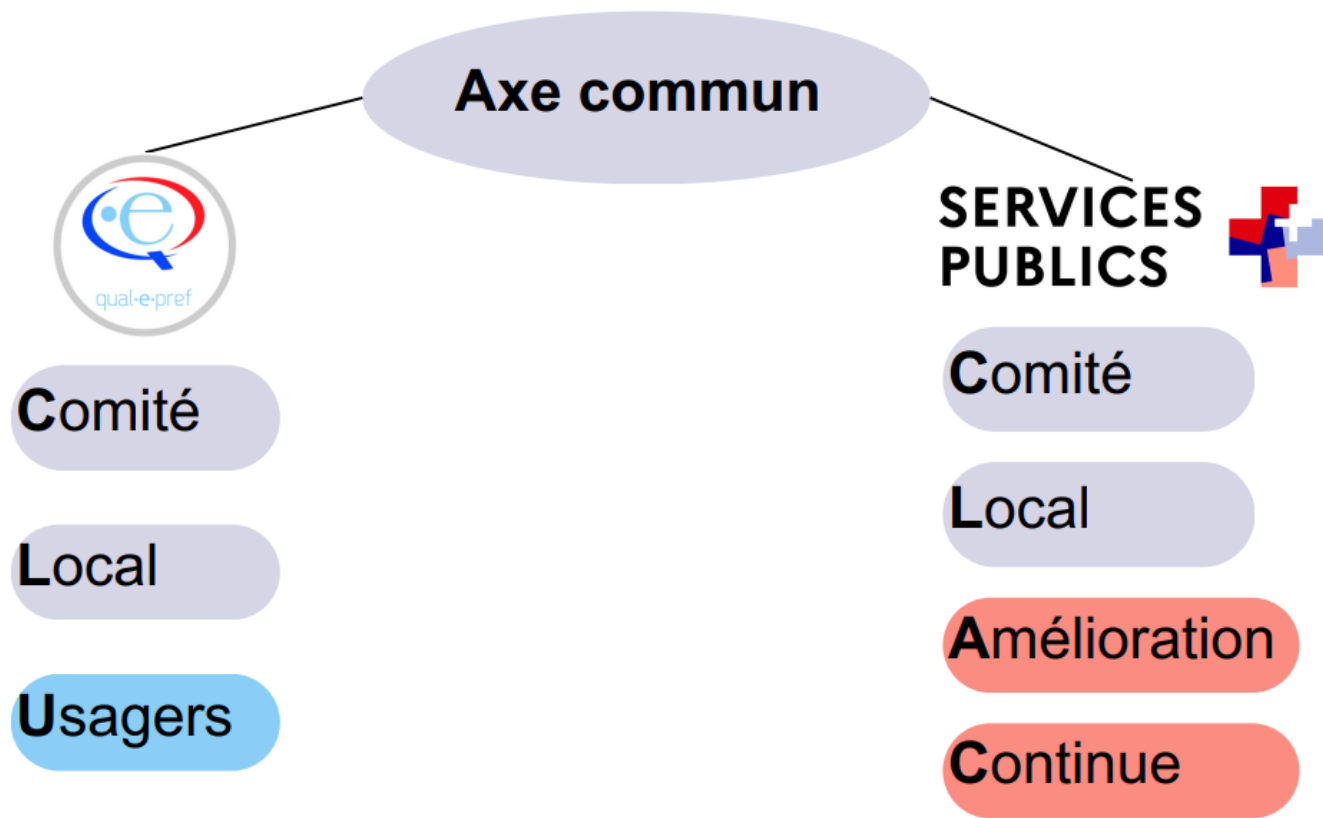 Axe commun
e
qual·e·pref
Comité
Local
Usagers
SERVICES
PUBLICS
Comité
Local
Amélioration
Continue